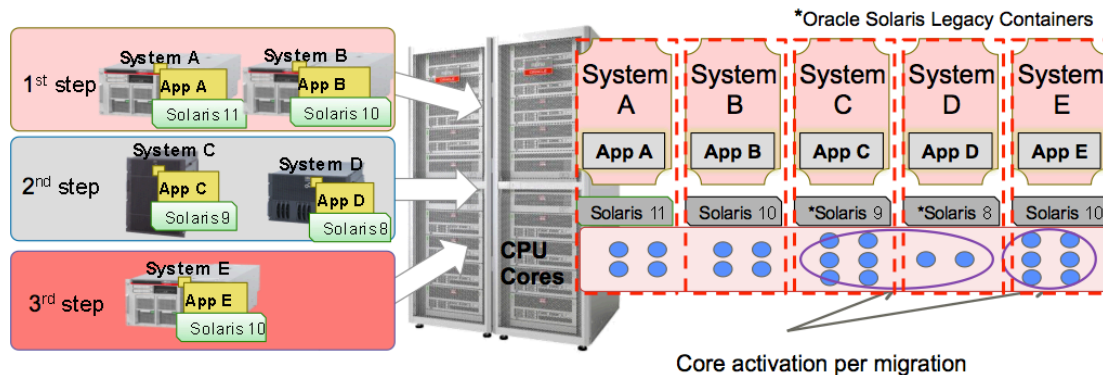 *Oracle Solaris Legacy Containers
1st step
System A
App A
Solaris 11
System B
App B
Solaris 10
2nd step
System C
App C
Solaris 9
System D
App D
Solaris 8
3rd step
System E
App E
Solaris 10
CPU
Cores
System
A
App A
Solaris 11
System
B
App B
Solaris 10
System
C
App C
*Solaris 9
System
D
App D
*Solaris 8
System
E
App E
Solaris 10
Core activation per migration